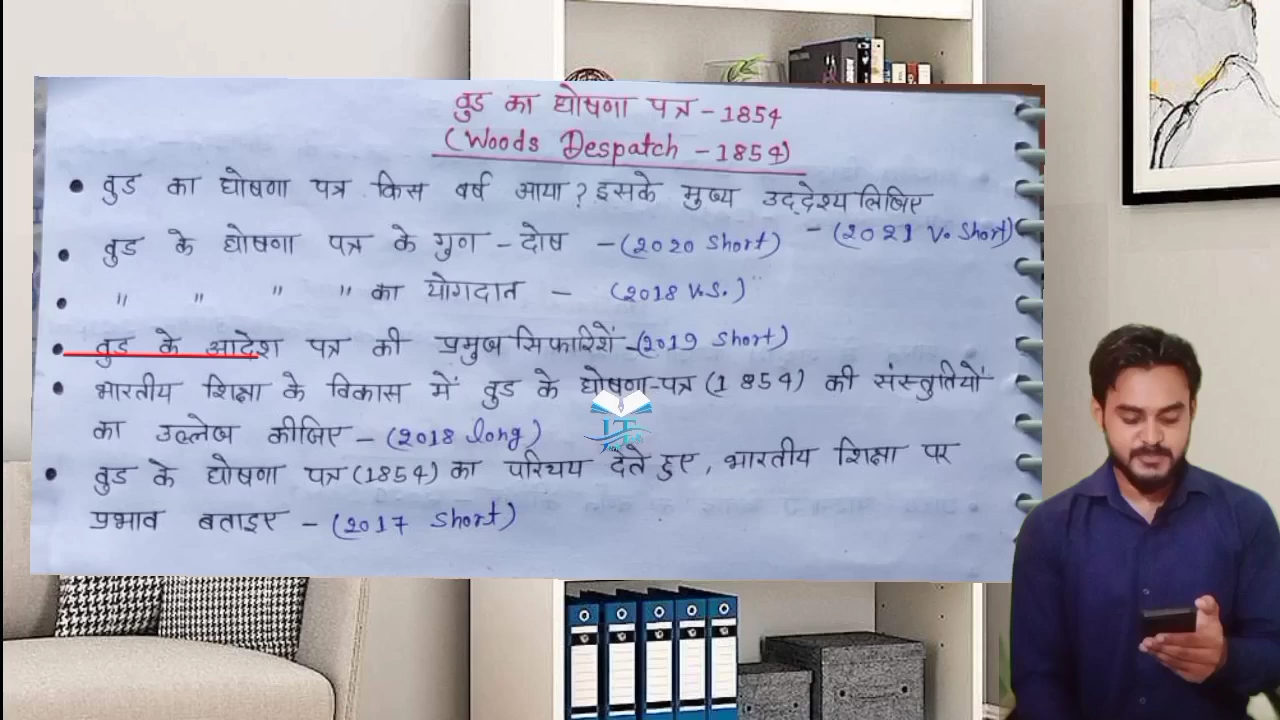 वुड का घोषणा पत्र - 1854
(Woods Despatch - 1854)
• वुड का घोषणा पत्र किस वर्ष आया? इसके मुख्य उद्देश्य लिखिए
- (2021 V. Short)
• वुड के घोषणा पत्र के गुण - दोष - (2020 Short)
• " " " " का योगदान - (2018 V.S.)
• वुड के आदेश पत्र की प्रमुख सिफारिशें - (2019 Short)
• भारतीय शिक्षा के विकास में वुड के घोषणा-पत्र (1854) की संस्तुतियों
का उल्लेख कीजिए - (2018 long)
• वुड के घोषणा पत्र (1854) का परिचय देते हुए, भारतीय शिक्षा पर
प्रभाव बताइए - (2017 Short)